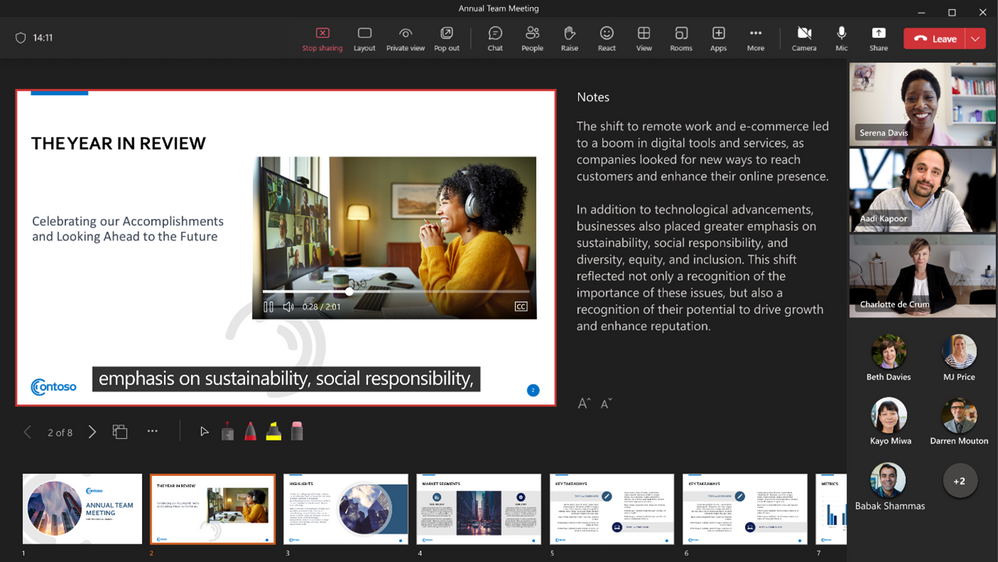 Annual Team Meeting
14:11
Stop sharing
Layout
Private view
Pop out
Chat
People
Raise
React
View
Rooms
Apps
More
Camera
Mic
Share
Leave
THE YEAR IN REVIEW
Celebrating our Accomplishments
and Looking Ahead to the Future
0:28 / 2:01
CC
emphasis on sustainability, social responsibility,
Contoso
2
Notes
The shift to remote work and e-commerce led
to a boom in digital tools and services, as
companies looked for new ways to reach
customers and enhance their online presence.
In addition to technological advancements,
businesses also placed greater emphasis on
sustainability, social responsibility, and
diversity, equity, and inclusion. This shift
reflected not only a recognition of the
importance of these issues, but also a
recognition of their potential to drive growth
and enhance reputation.
A A
Serena Davis
Aadi Kapoor
Charlotte de Crum
Beth Davies
MJ Price
Kayo Miwa
Darren Mouton
Babak Shammas
+2
2 of 8
Contoso
ANNUAL TEAM
MEETING
1
THE YEAR IN REVIEW
2
HIGHLIGHTS
3
MARKET SEGMENTS
4
KEY TAKEAWAYS
5
KEY TAKEAWAYS
6
METRICS
7